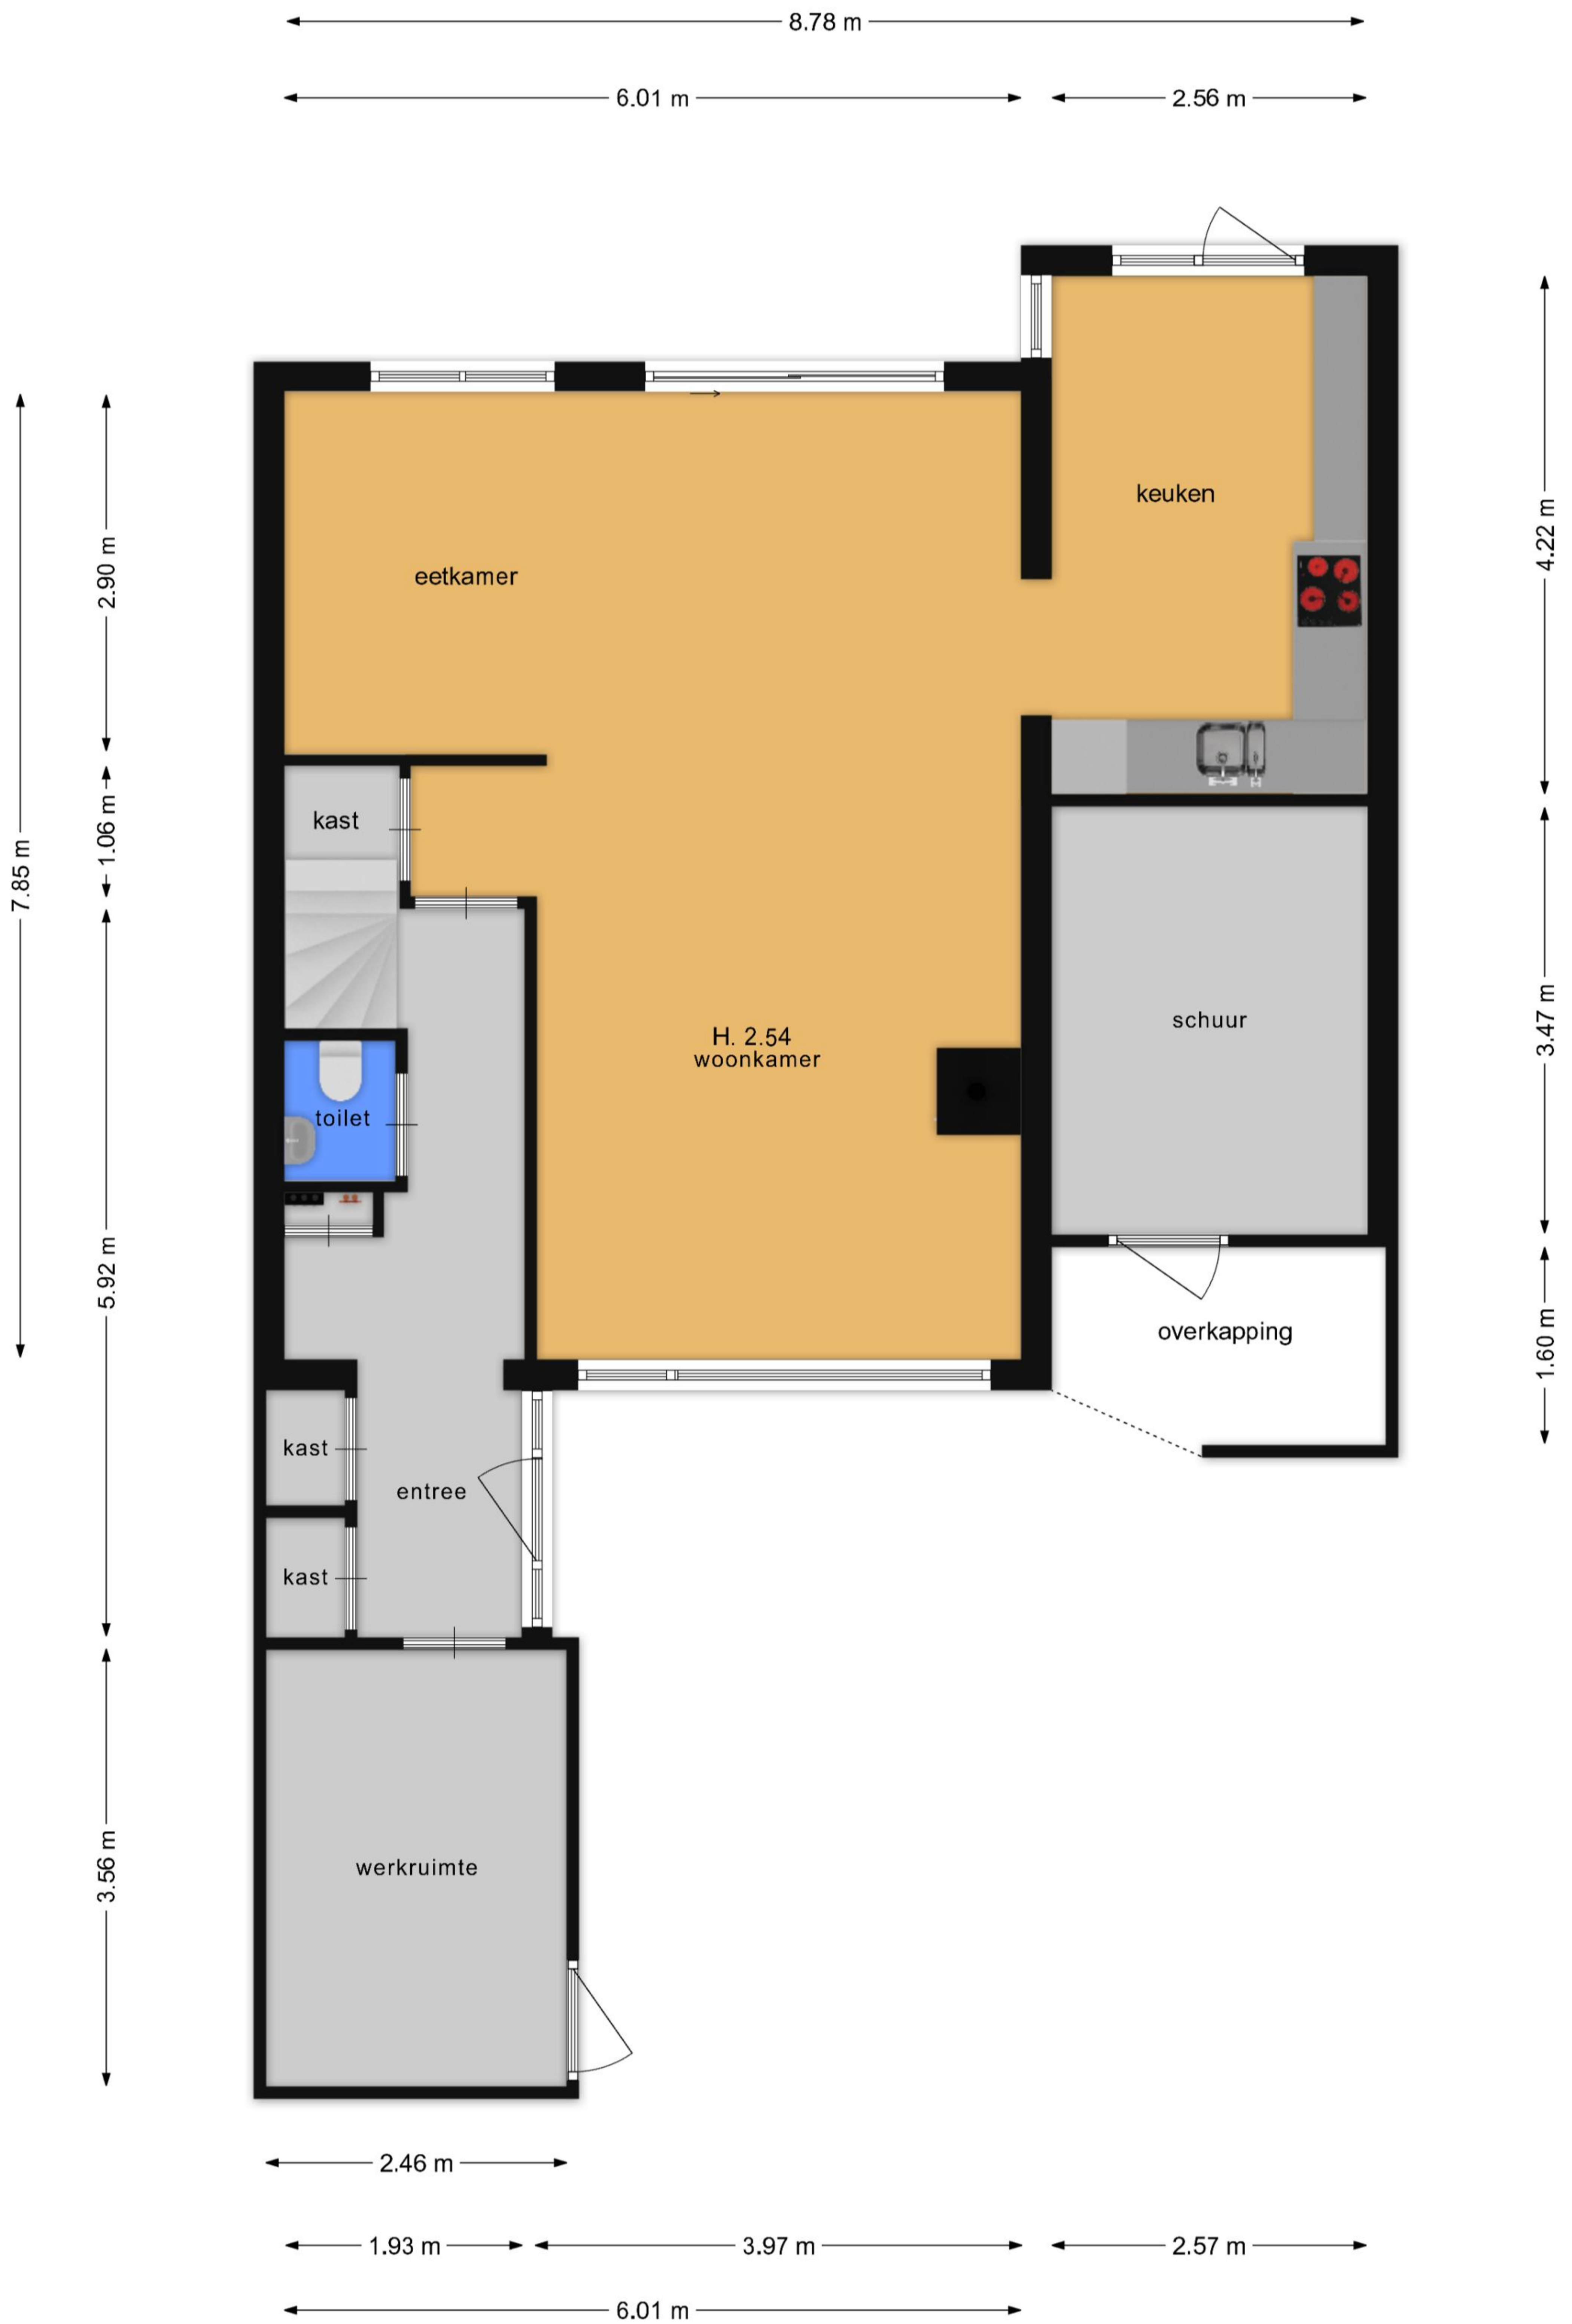 8.78 m
6.01 m
2.56 m
keuken
4.22 m
eetkamer
2.90 m
kast
1.06 m
7.85 m
schuur
3.47 m
H. 2.54
woonkamer
toilet
5.92 m
overkapping
1.60 m
kast
entree
kast
werkruimte
3.56 m
2.46 m
1.93 m
3.97 m
2.57 m
6.01 m